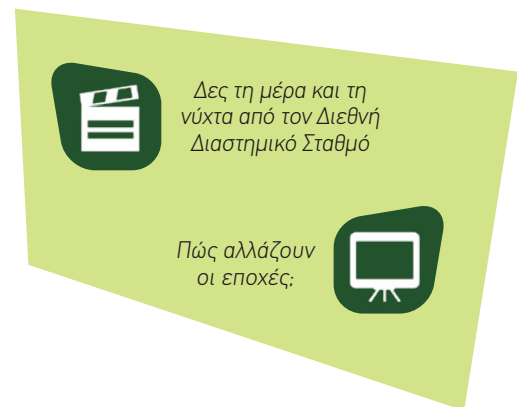 Δες τη μέρα και τη
νύχτα από τον Διεθνή
Διαστημικό Σταθμό
Πώς αλλάζουν
οι εποχές;